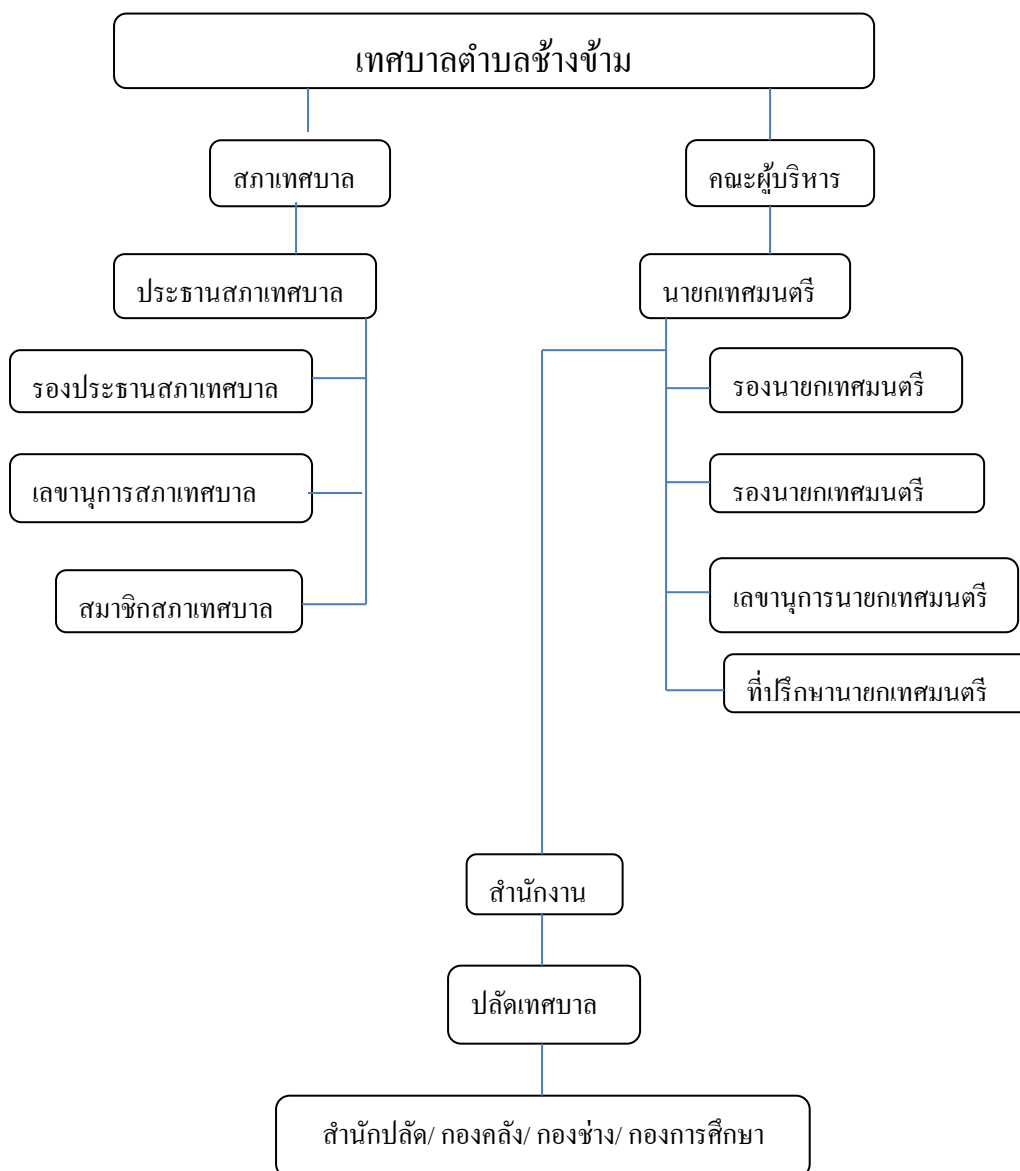 เทศบาลตำบลช้างข้าม
สภาเทศบาล
คณะผู้บริหาร
ประธานสภาเทศบาล
นายกเทศมนตรี
รองประธานสภาเทศบาล
รองนายกเทศมนตรี
เลขานุการสภาเทศบาล
รองนายกเทศมนตรี
สมาชิกสภาเทศบาล
เลขานุการนายกเทศมนตรี
ที่ปรึกษานายกเทศมนตรี
สำนักงาน
ปลัดเทศบาล
สำนักปลัด/ กองคลัง/ กองช่าง/ กองการศึกษา